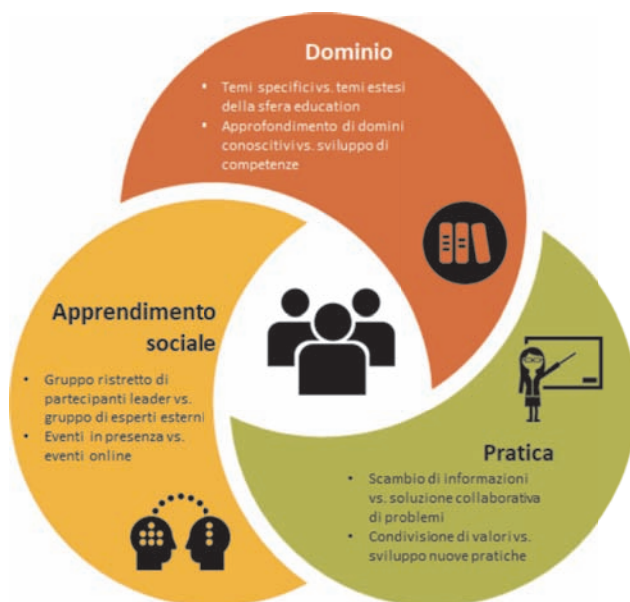 Dominio
• Temi specifici vs. temi estesi
della sfera education
• Approfondimento di domini
conoscitivi vs. sviluppo di
competenze
Apprendimento
sociale
• Gruppo ristretto di
partecipanti leader vs.
gruppo di esperti esterni
• Eventi in presenza vs.
eventi online
Pratica
• Scambio di informazioni
vs. soluzione collaborativa
di problemi
• Condivisione di valori vs.
sviluppo nuove pratiche